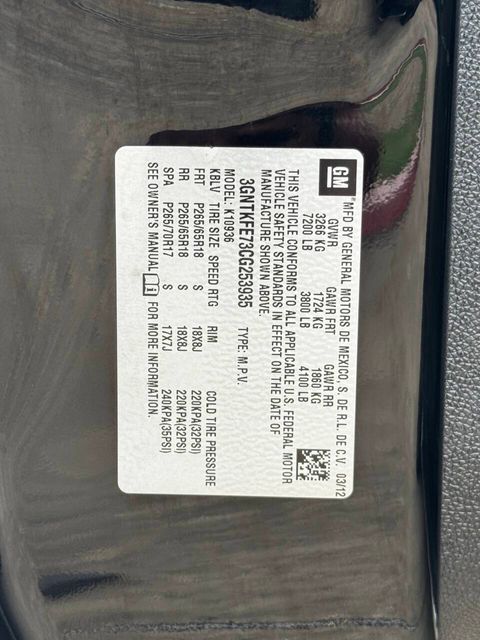 GM
MFD BY GENERAL MOTORS DE MEXICO, S. DE R.L. DE C.V. 03/12
GVWR GAWR FRT GAWR RR
3266 KG 1724 KG 1860 KG
7200 LB 3800 LB 4100 LB
THIS VEHICLE CONFORMS TO ALL APPLICABLE U.S. FEDERAL MOTOR
VEHICLE SAFETY STANDARDS IN EFFECT ON THE DATE OF
MANUFACTURE SHOWN ABOVE.
3GNTKFE73CG253935 TYPE: M.P.V.
MODEL: K10936
KBLV TIRE SIZE SPEED RTG RIM COLD TIRE PRESSURE
FRT P265/65R18 S 18X8J 220KPA(32PSI)
RR P265/65R18 S 18X8J 220KPA(32PSI)
SPA P265/70R17 S 17X7J 240KPA(35PSI)
SEE OWNER'S MANUAL FOR MORE INFORMATION.